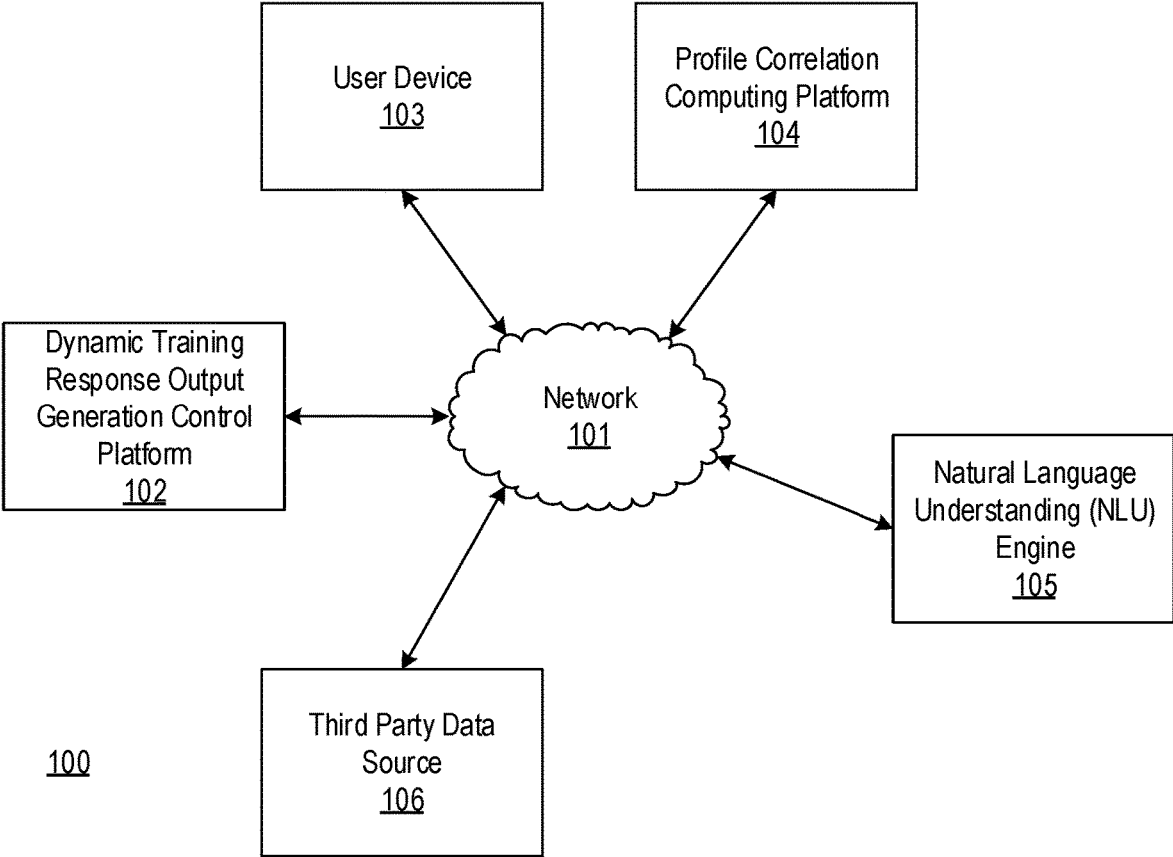 User Device
103
Profile Correlation
Computing Platform
104
Dynamic Training
Response Output
Generation Control
Platform
102
Network
101
Natural Language
Understanding (NLU)
Engine
105
Third Party Data
Source
106
100